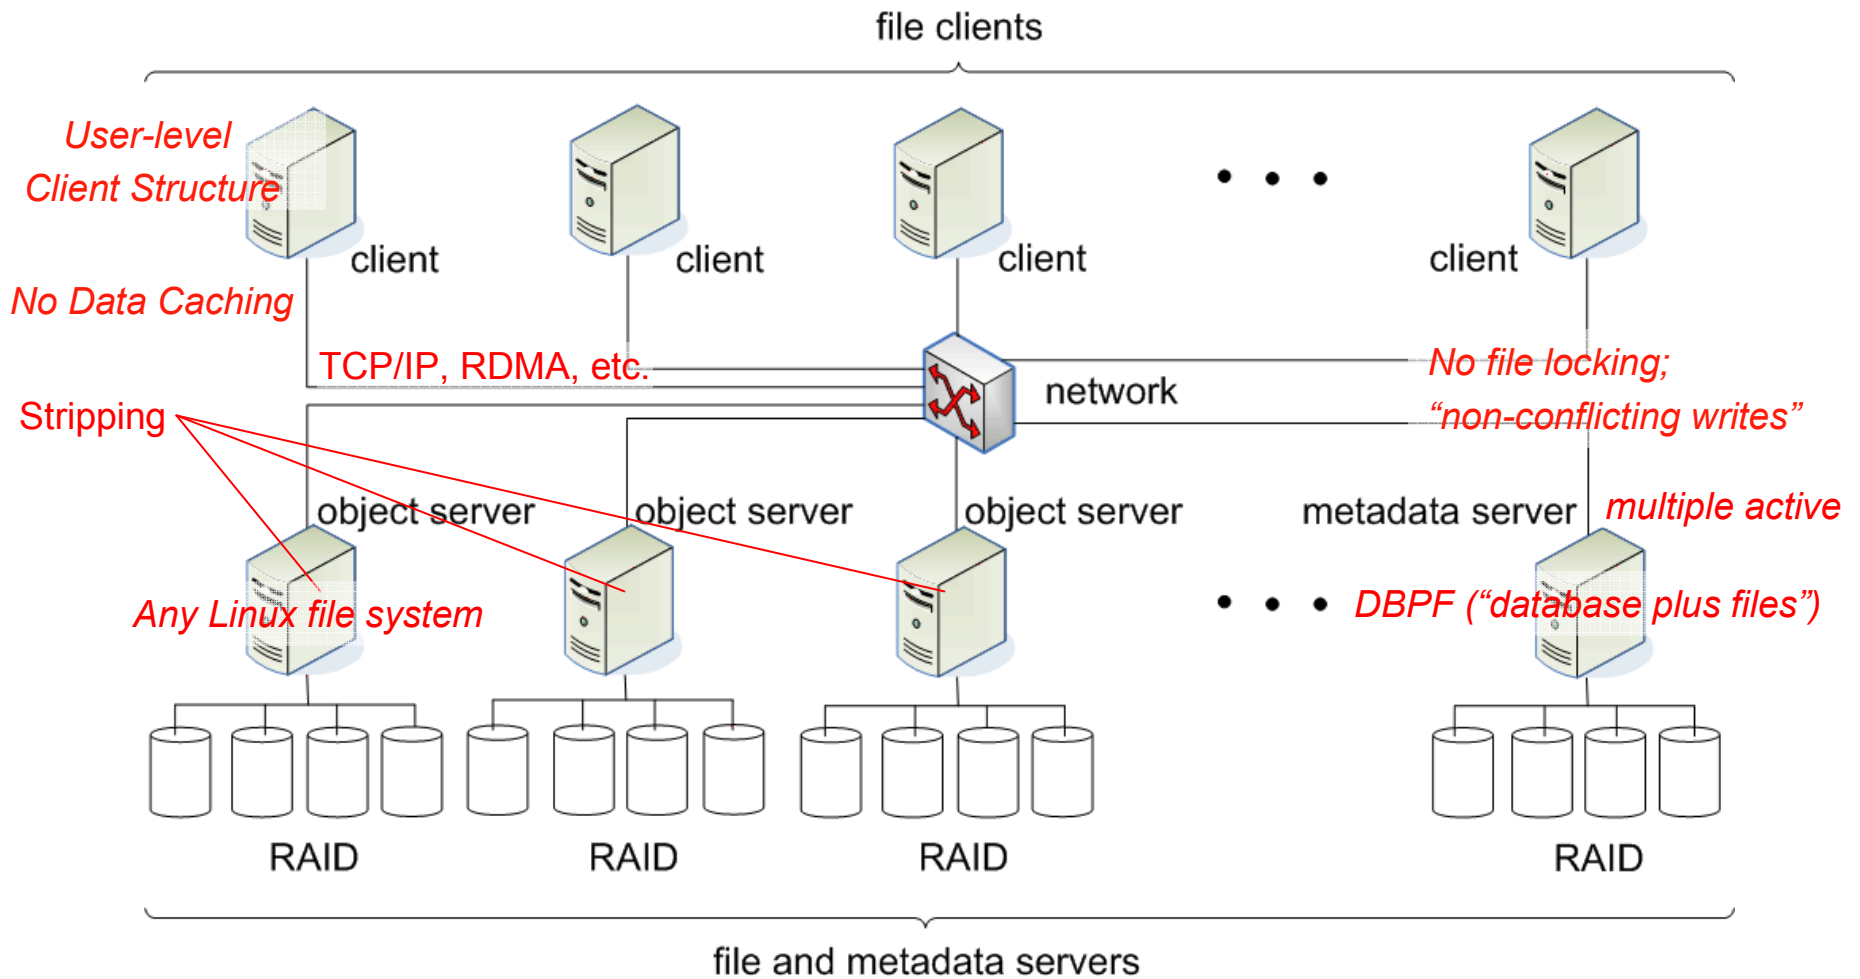 file clients
User-level
Client Structure
client
client
client
client
No Data Caching
TCP/IP, RDMA, etc.
network
No file locking;
“non-conflicting writes”
Stripping
object server
object server
object server
metadata server
multiple active
Any Linux file system
DBPF (“database plus files”)
RAID
RAID
RAID
RAID
file and metadata servers